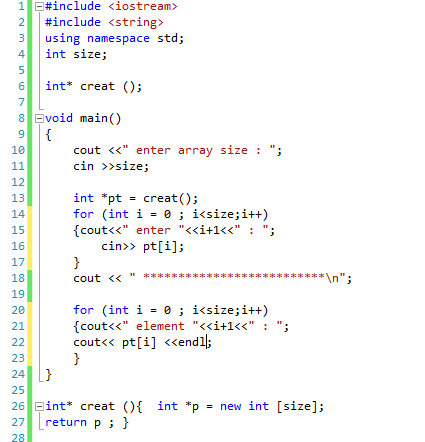 1 #include <iostream>
2 #include <string>
3 using namespace std;
4 int size;
5
6 int* creat ();
7
8 void main()
9 {
10 cout <<" enter array size : ";
11 cin >>size;
12
13 int *pt = creat();
14 for (int i = 0 ; i<size;i++)
15 {cout<<" enter "<<i+1<<" : ";
16 cin>> pt[i];
17 }
18 cout << " **************************\n";
19
20 for (int i = 0 ; i<size;i++)
21 {cout<<" element "<<i+1<<" : ";
22 cout<< pt[i] <<endl;
23 }
24 }
25
26 int* creat (){  int *p = new int [size];
27 return p ; }
28